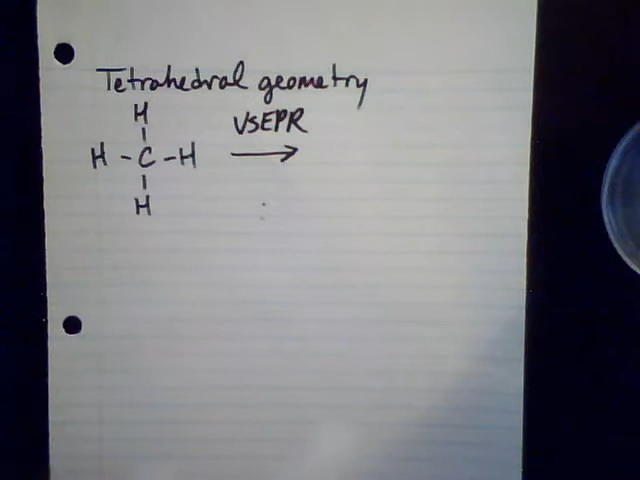 Tetrahedral geometry
H
VSEPR
H - C - H →
H